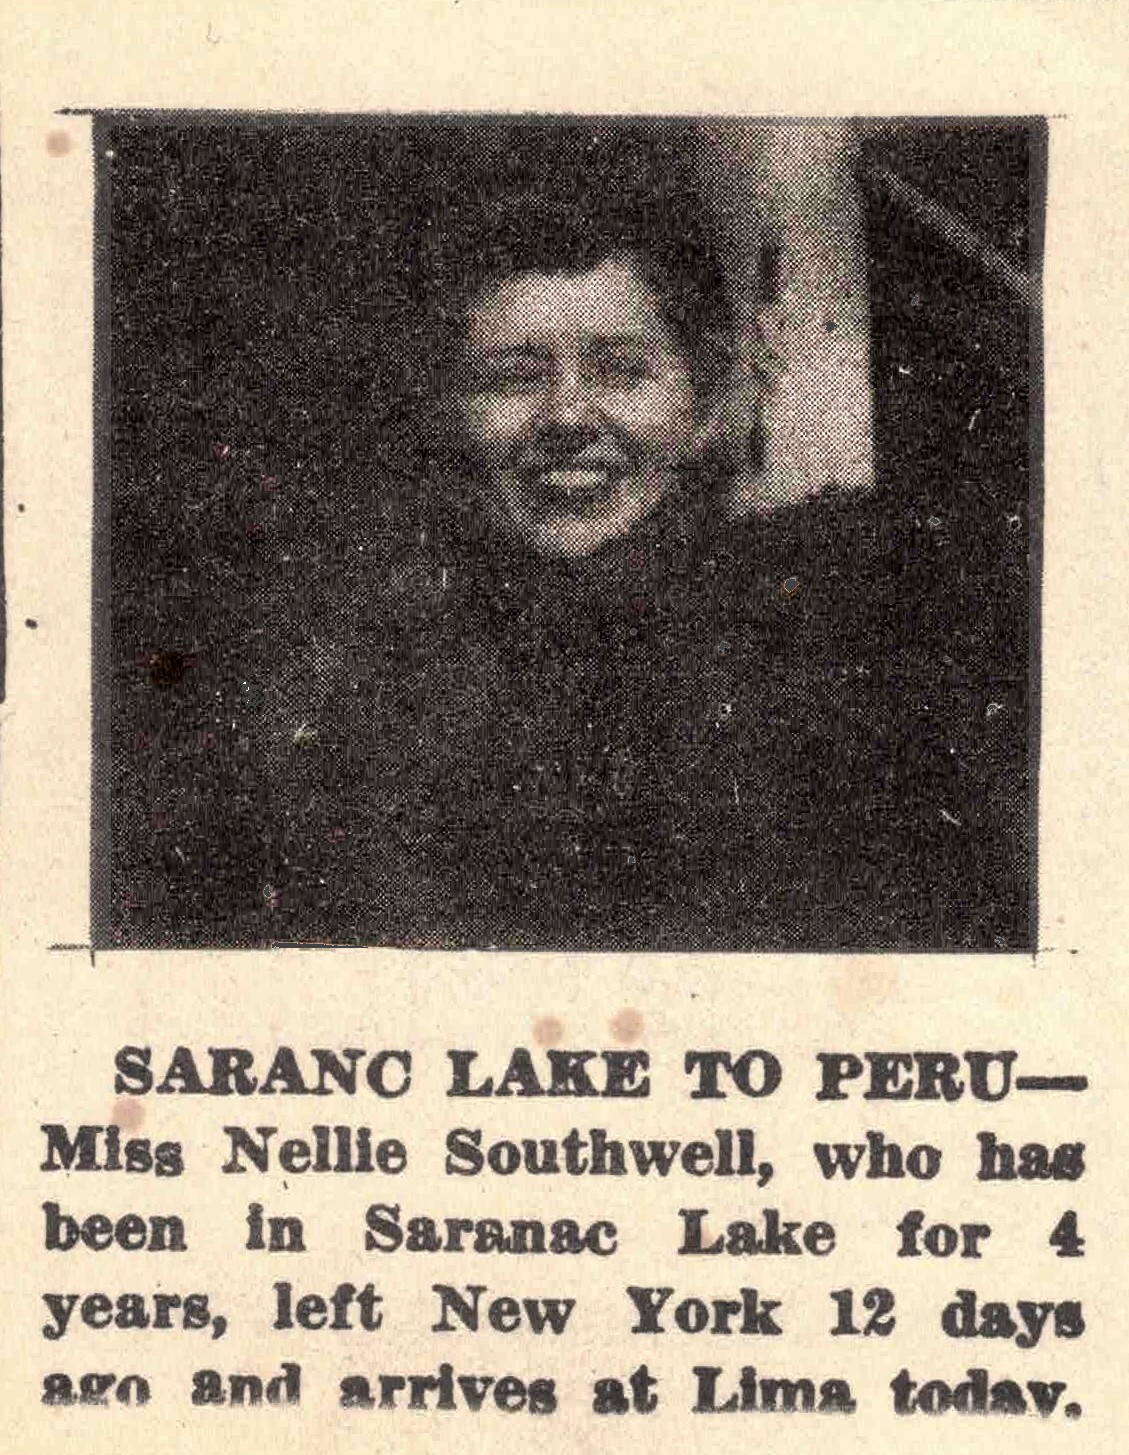 SARANC LAKE TO PERU—
Miss Nellie Southwell, who has
been in Saranac Lake for 4
years, left New York 12 days
ago and arrives at Lima today.